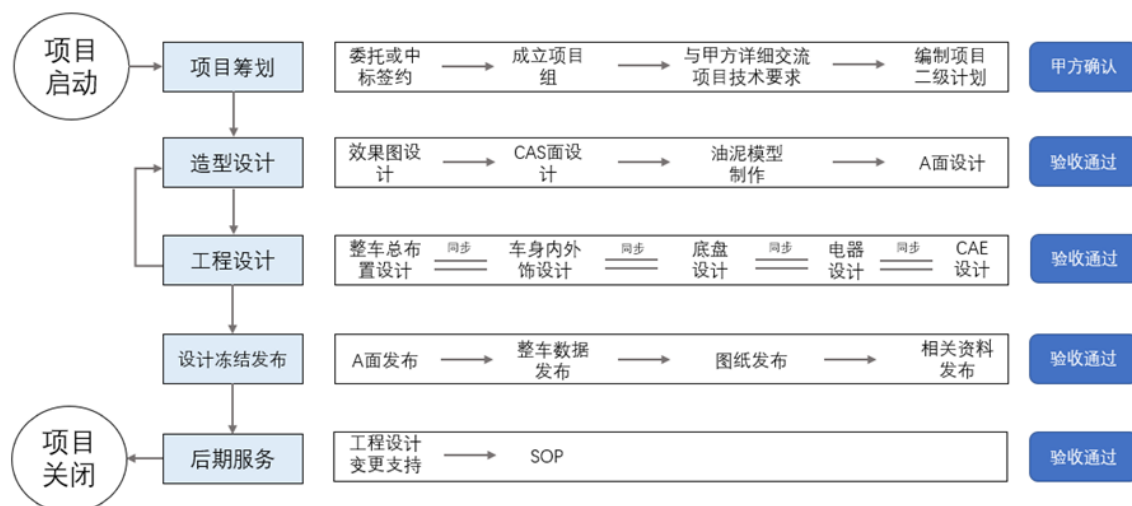 项目
启动
项目筹划
委托或中
标签约
成立项目
组
与甲方详细交流
项目技术要求
编制项目
二级计划
甲方确认
造型设计
效果图设
计
CAS面设
计
油泥模型
制作
A面设计
验收通过
工程设计
整车总布
置设计
同步
车身内外
饰设计
同步
底盘
设计
同步
电器
设计
同步
CAE
设计
验收通过
设计冻结发布
A面发布
整车数据
发布
图纸发布
相关资料
发布
验收通过
项目
关闭
后期服务
工程设计
变更支持
SOP
验收通过